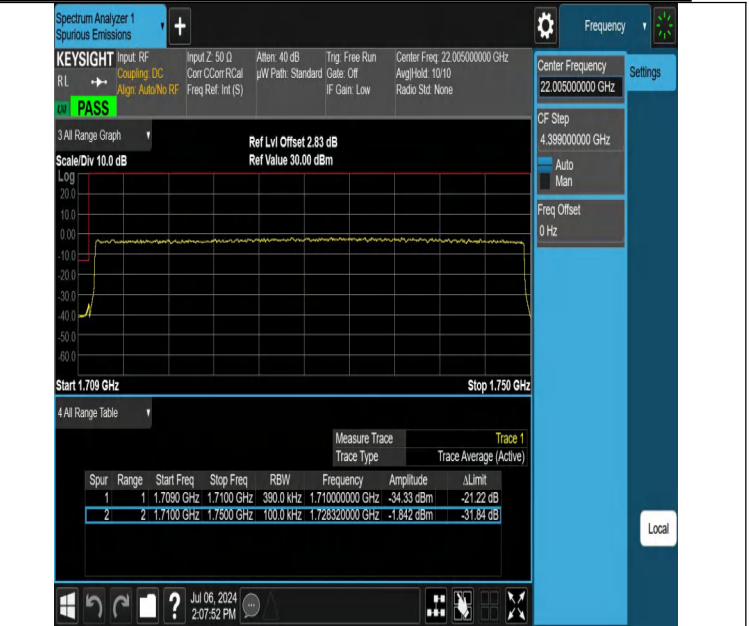 Spectrum Analyzer 1
Spurious Emissions
Frequency
KEYSIGHT Input: RF Input Z: 50 Ω Atten: 40 dB Trig: Free Run Center Freq: 22.005000000 GHz
RL Coupling: DC Corr CCorr RCal µW Path: Standard Gate: Off Avg|Hold: 10/10
Align: Auto/No RF Freq Ref: Int (S) IF Gain: Low Radio Std: None
PASS
Center Frequency
22.005000000 GHz
Settings
CF Step
4.399000000 GHz
Auto
Man
Freq Offset
0 Hz
3 All Range Graph
Ref Lvl Offset 2.83 dB
Scale/Div 10.0 dB Ref Value 30.00 dBm
Log
20.0
10.0
0.00
-10.0
-20.0
-30.0
-40.0
-50.0
-60.0
Start 1.709 GHz Stop 1.750 GHz
4 All Range Table
Measure Trace Trace 1
Trace Type Trace Average (Active)
Spur Range Start Freq Stop Freq RBW Frequency Amplitude ΔLimit
1 1 1.7090 GHz 1.7100 GHz 390.0 kHz 1.710000000 GHz -34.33 dBm -21.22 dB
2 2 1.7100 GHz 1.7500 GHz 100.0 kHz 1.728320000 GHz -1.842 dBm -31.84 dB
Local
Jul 06, 2024
2:07:52 PM